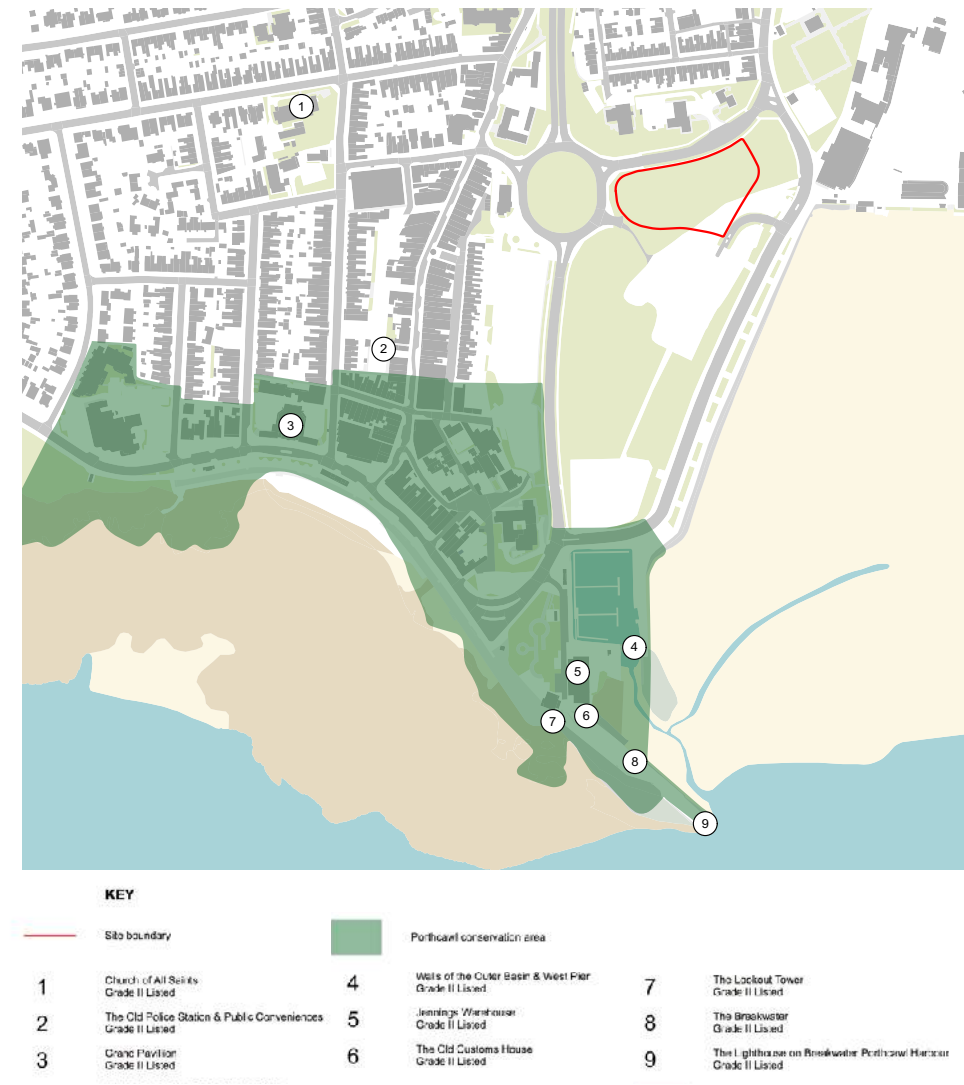 1
2
3
4
5
6
7
8
9
KEY
Site boundary
Porthcawl conservation area
1
Church of All Saints
Grade II Listed
2
The Old Police Station & Public Conveniences
Grade II Listed
3
Grand Pavillion
Grade II Listed
4
Walls of the Outer Basin & West Pier
Grade II Listed
5
Jennings Warehouse
Grade II Listed
6
The Old Customs House
Grade II Listed
7
The Lookout Tower
Grade II Listed
8
The Breakwater
Grade II Listed
9
The Lighthouse on Breakwater Porthcawl Harbour
Grade II Listed